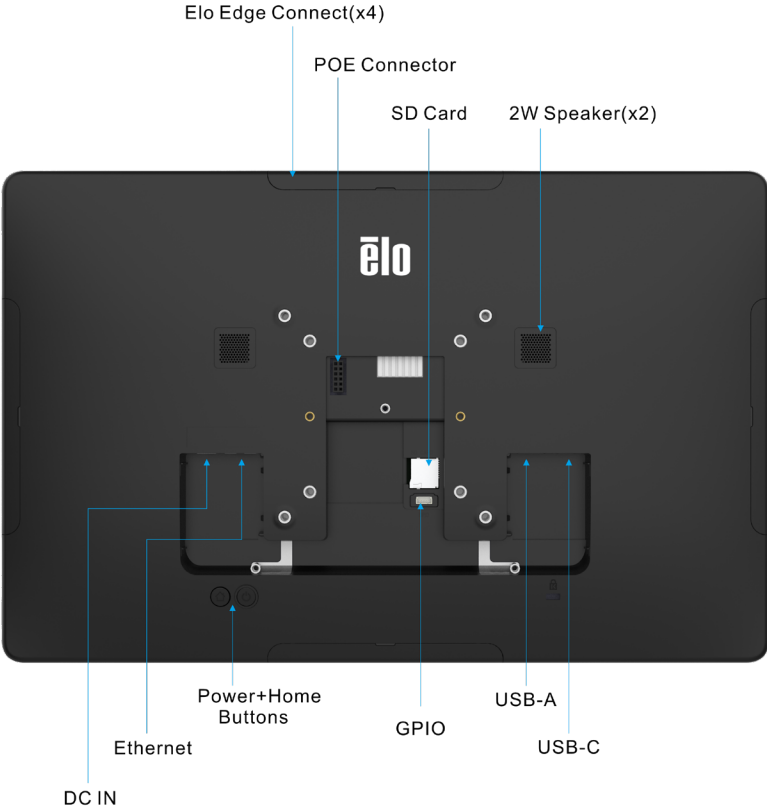 Elo Edge Connect(x4)
POE Connector
SD Card
2W Speaker(x2)
ēlo
Power+Home
Buttons
USB-A
GPIO
Ethernet
USB-C
DC IN